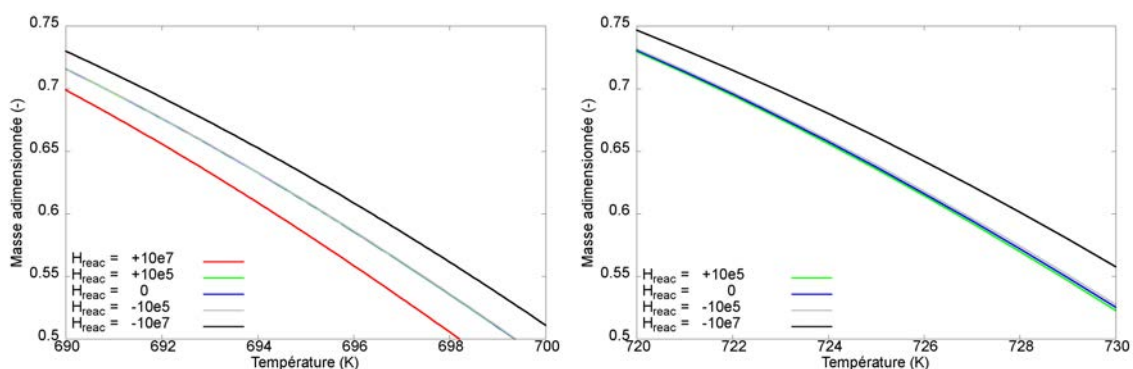 0.75
0.7
0.65
0.6
0.55
0.5
Masse adimensionnée (-)
H_reac = +10e7
H_reac = +10e5
H_reac = 0
H_reac = -10e5
H_reac = -10e7
690 692 694 696 698 700
Température (K)
0.75
0.7
0.65
0.6
0.55
0.5
Masse adimensionnée (-)
H_reac = +10e5
H_reac = 0
H_reac = -10e5
H_reac = -10e7
720 722 724 726 728 730
Température (K)